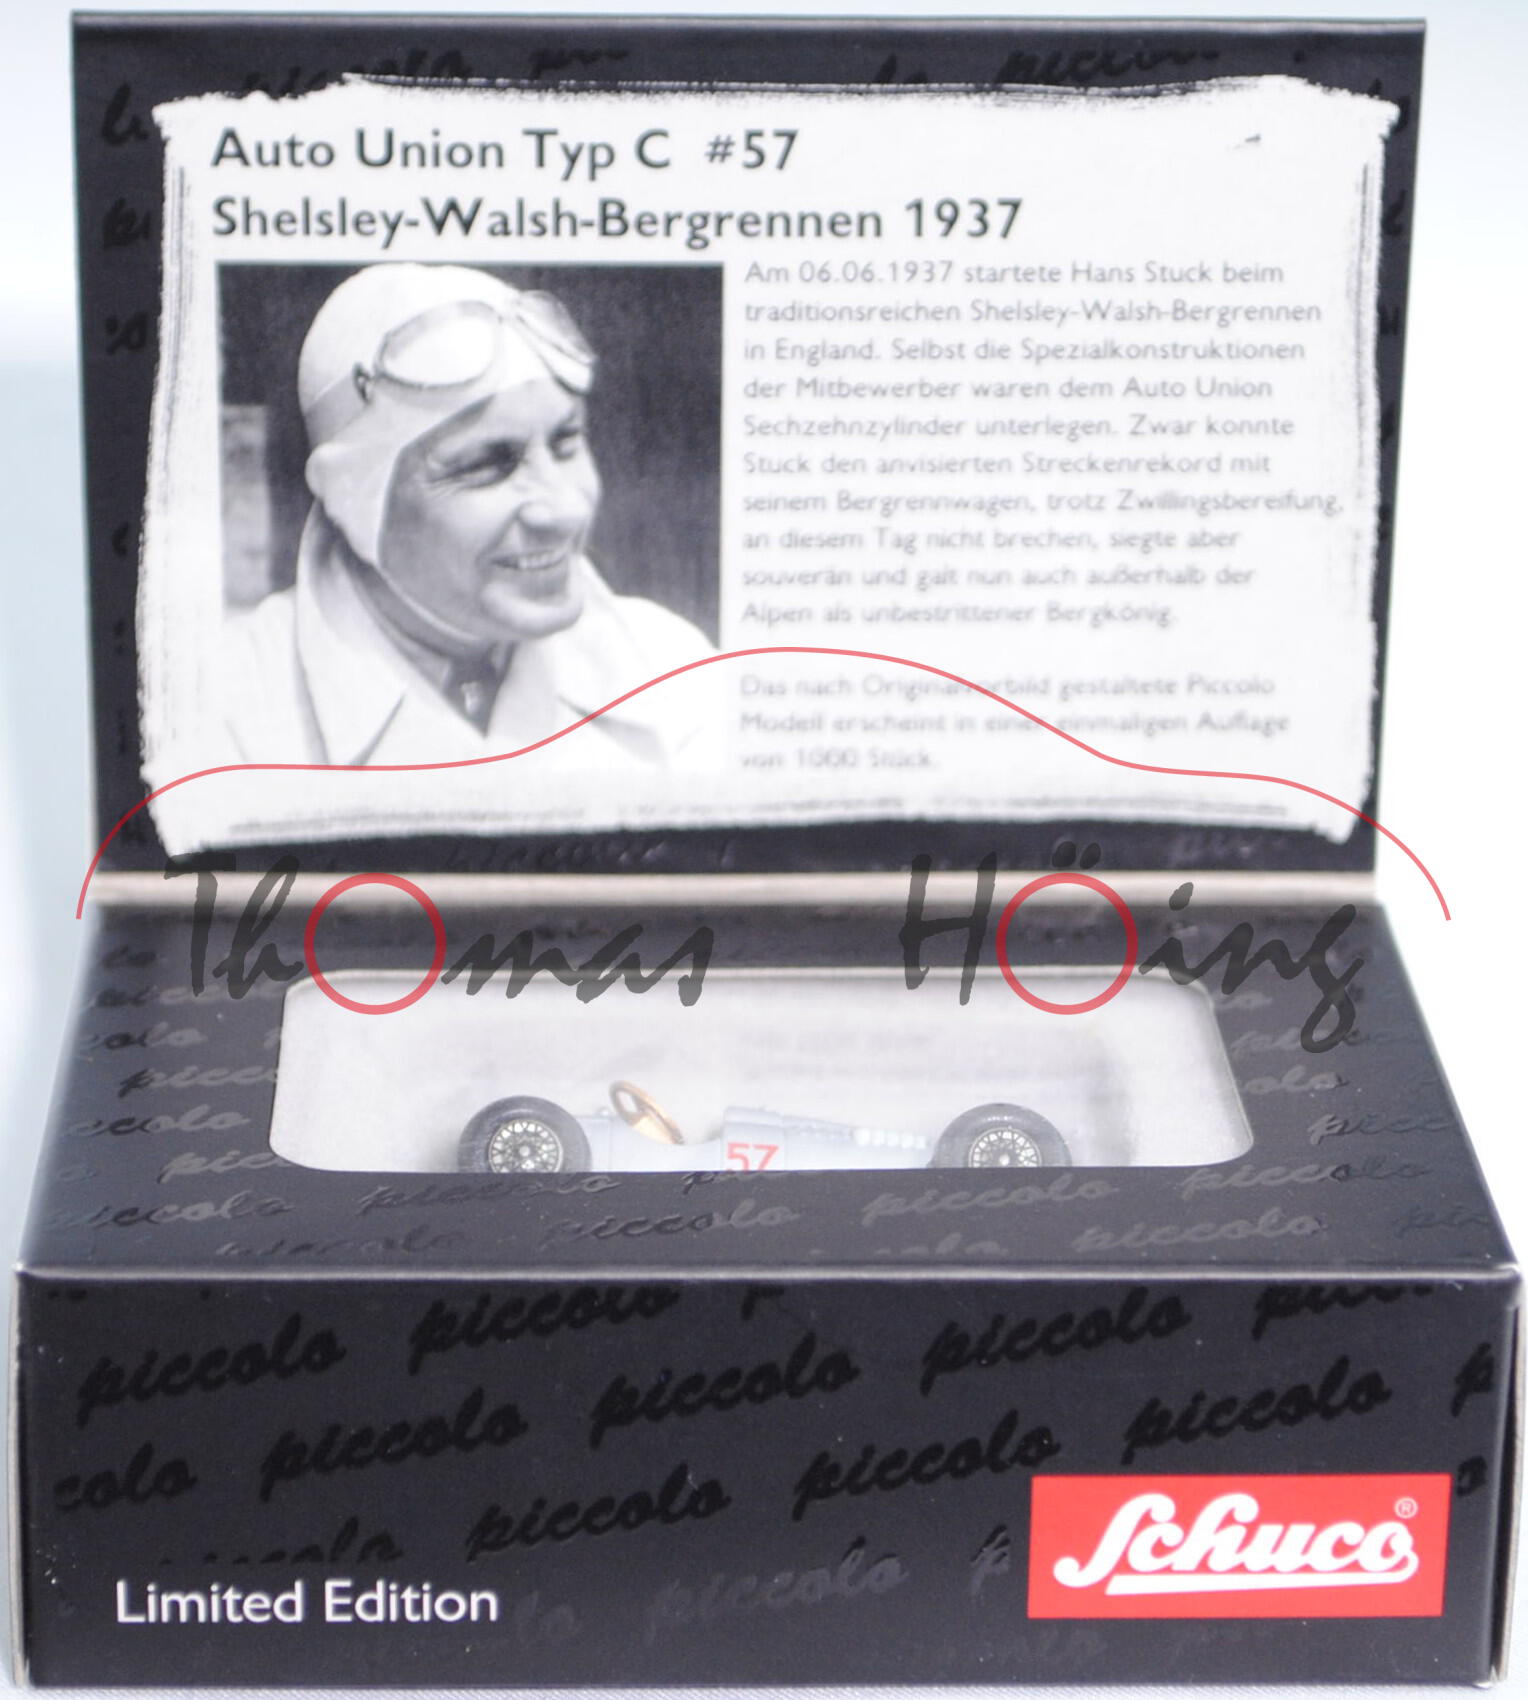 Auto Union Typ C #57
Shelsley-Walsh-Bergrennen 1937
Am 06.06.1937 startete Hans Stuck beim
traditionsreichen Shelsley-Walsh-Bergrennen
in England. Selbst die Spezialkonstruktionen
der Mitbewerber waren dem Auto Union
Sechzehnzylinder unterlegen. Zwar konnte
Stuck den anvisierten Streckenrekord mit
seinem Bergrennwagen, trotz Zwillingsbereifung,
an diesem Tag nicht brechen, siegte aber
souverän und galt nun auch außerhalb der
Alpen als unbestrittener Bergkönig.
Das nach Originalvorbild gestaltete Piccolo
Modell erscheint in einer einmaligen Auflage
von 1000 Stück.
Thomas Höing
57
piccolo piccolo
piccolo piccolo piccolo
piccolo piccolo piccolo
colo piccolo piccolo piccolo
piccolo piccolo
piccolo
Schuco®
Limited Edition